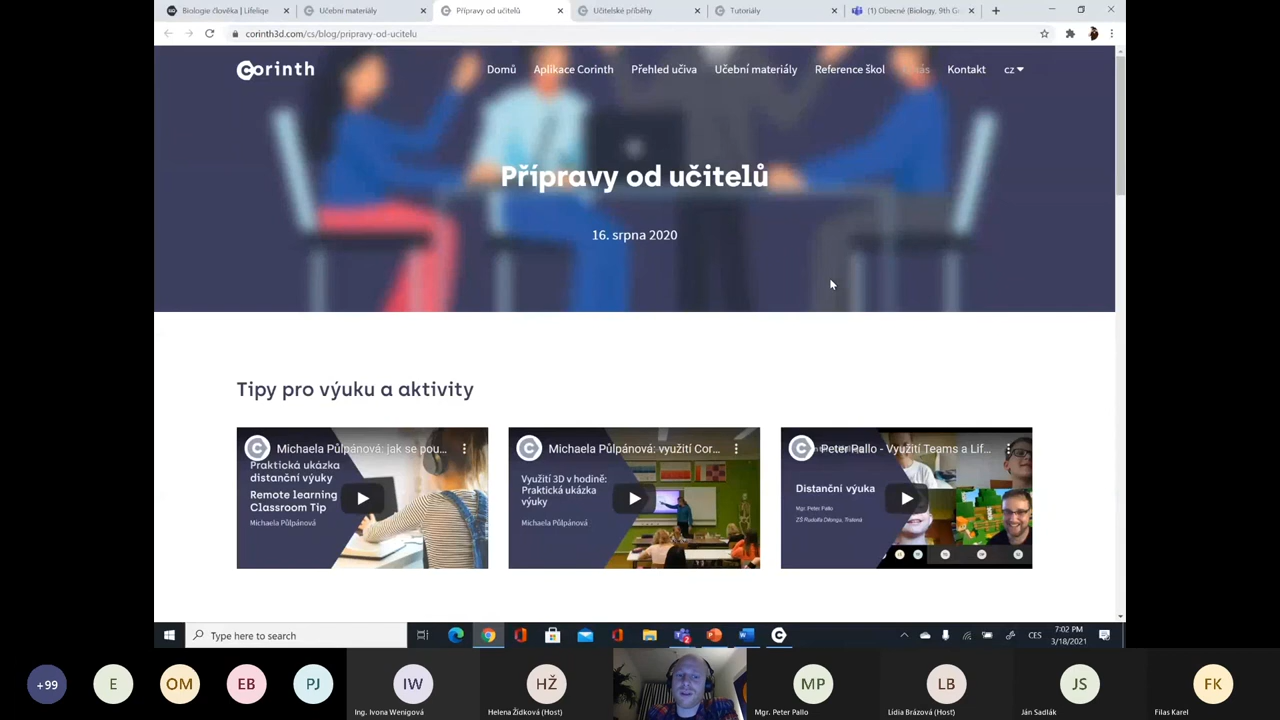 Biologie člověka | Lifeliqe
Učební materiály
Přípravy od učitelů
Učitelské příběhy
Tutoriály
(1) Obecné (Biology, 9th G
corinth3d.com/cs/blog/pripravy-od-ucitelu
Corinth
Domů
Aplikace Corinth
Přehled učiva
Učební materiály
Reference škol
Kontakt
cz
Přípravy od učitelů
16. srpna 2020
Tipy pro výuku a aktivity
Michaela Půlpánová: jak se pou...
Praktická ukázka
distanční výuky
Remote learning
Classroom Tip
Michaela Půlpánová
Michaela Půlpánová: využití Cor...
Využití 3D v hodině:
Praktická ukázka
výuky
Michaela Půlpánová
Peter Pallo - Využití Teams a Lif...
Distanční výuka
Mgr. Peter Pallo
Type here to search
CES
7:02 PM
3/18/2021
+99
E
OM
EB
PJ
IW
Ing. Ivona Wenigová
HŽ
Helena Žídková (Host)
MP
Mgr. Peter Pallo
LB
Lídia Brázová (Host)
JS
Ján Sadlák
FK
Filas Karel